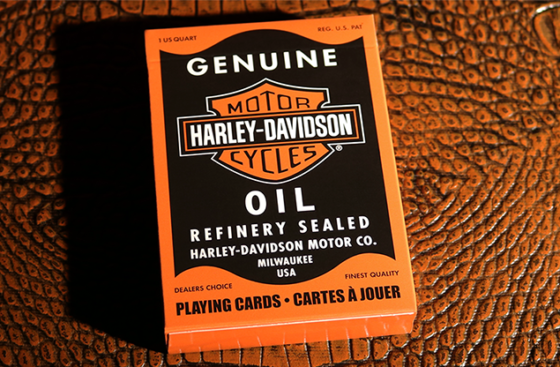 1 US QUART
REG. U.S. PAT
GENUINE
MOTOR
HARLEY-DAVIDSON
CYCLES ®
OIL
REFINERY SEALED
HARLEY-DAVIDSON MOTOR CO.
MILWAUKEE
USA
DEALERS CHOICE
FINEST QUALITY
PLAYING CARDS • CARTES À JOUER